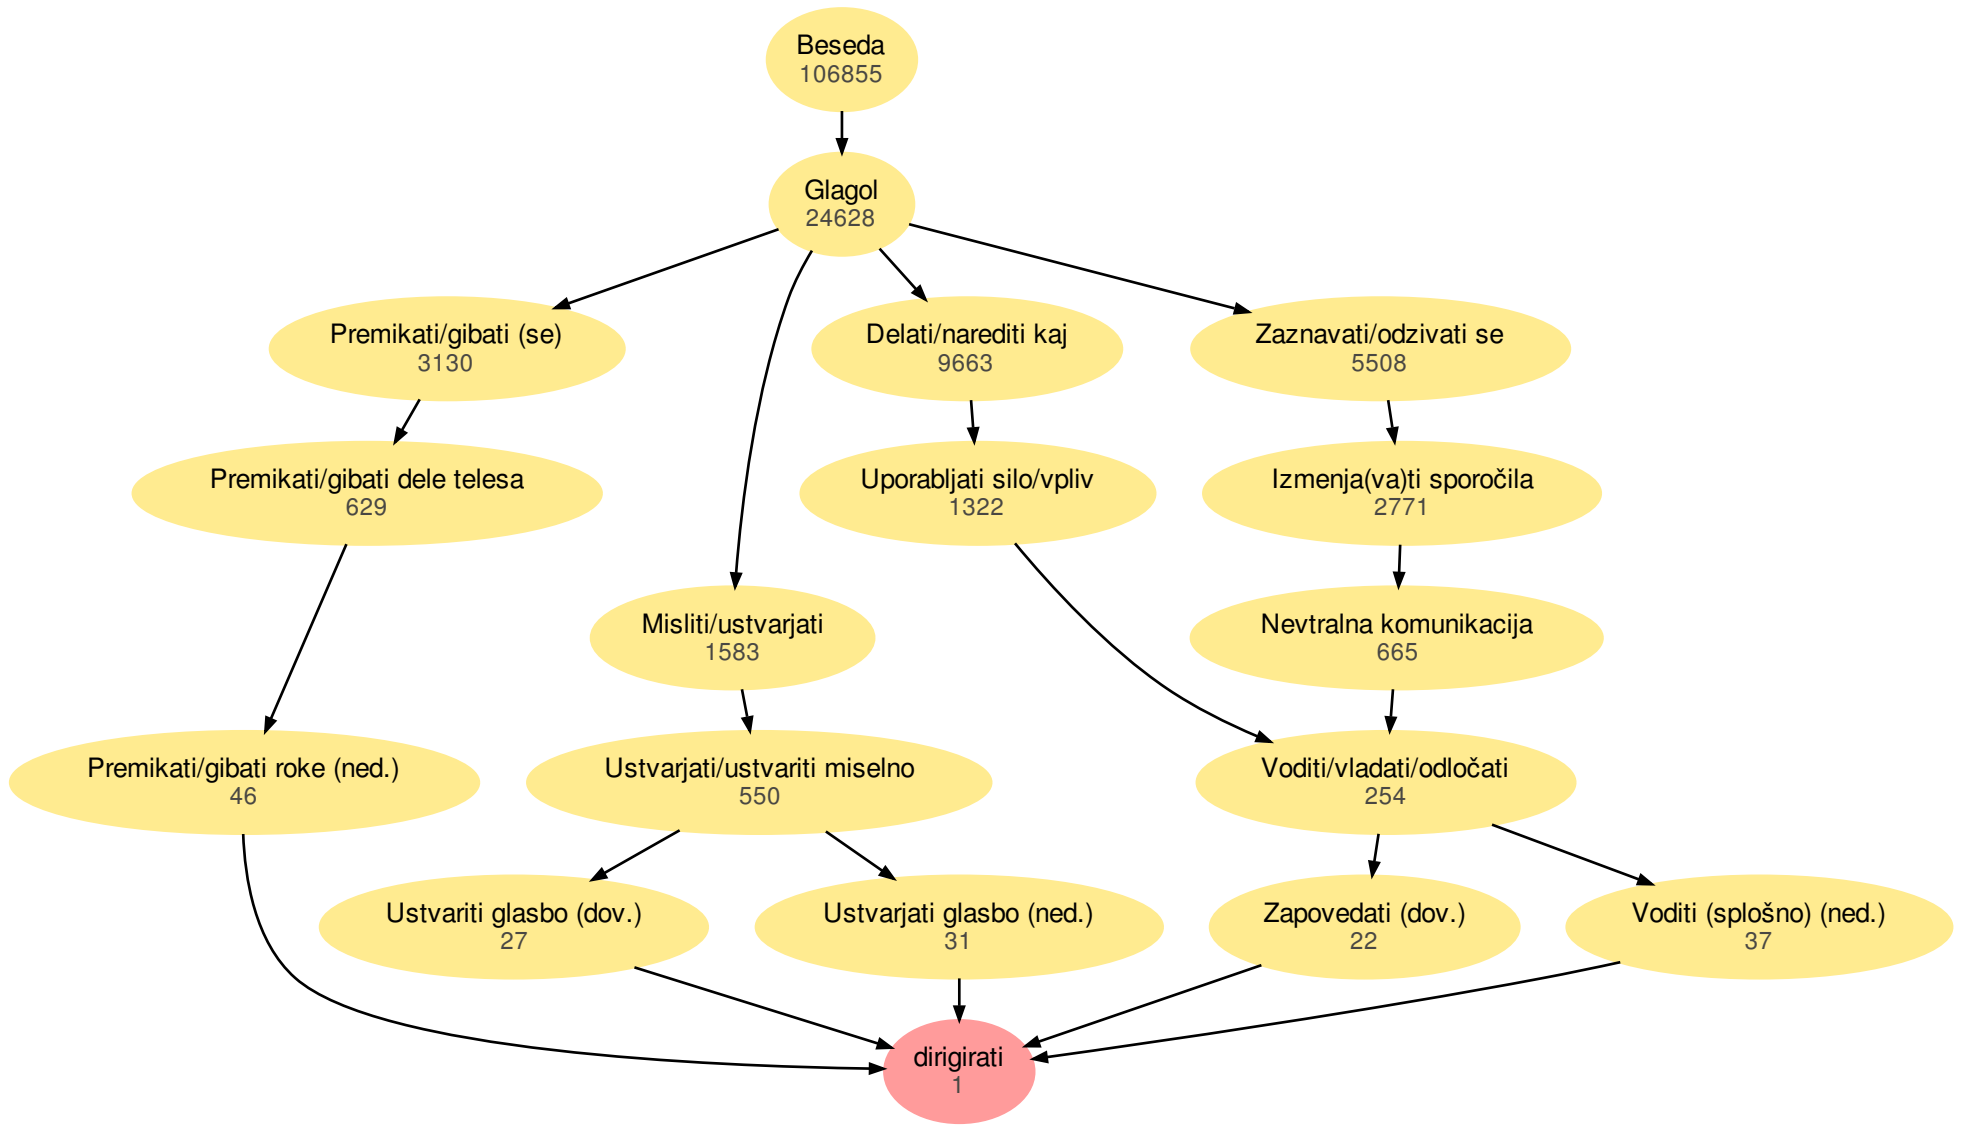 Beseda
106855
Glagol
24628
Premikati/gibati (se)
3130
Delati/narediti kaj
9663
Zaznavati/odzivati se
5508
Premikati/gibati dele telesa
629
Uporabljati silo/vpliv
1322
Izmenja(va)ti sporočila
2771
Misliti/ustvarjati
1583
Nevtralna komunikacija
665
Premikati/gibati roke (ned.)
46
Ustvarjati/ustvariti miselno
550
Voditi/vladati/odločati
254
Ustvariti glasbo (dov.)
27
Ustvarjati glasbo (ned.)
31
Zapovedati (dov.)
22
Voditi (splošno) (ned.)
37
dirigirati
1